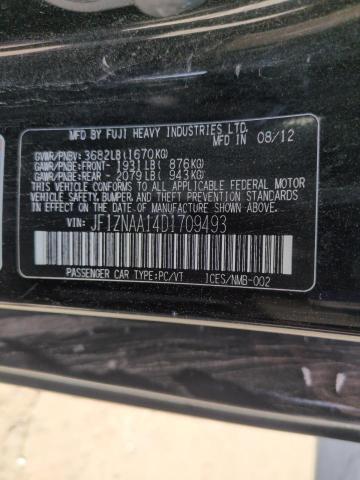 MFD BY FUJI HEAVY INDUSTRIES LTD.
MFD IN 08/12
GVWR/PNBV: 3682LB(1670KG)
GAWR/PNBE:FRONT- 1931LB( 876KG)
GAWR/PNBE:REAR - 2079LB( 943KG)
THIS VEHICLE CONFORMS TO ALL APPLICABLE FEDERAL MOTOR
VEHICLE SAFETY, BUMPER, AND THEFT PREVENTION STANDARDS
IN EFFECT ON THE DATE OF MANUFACTURE SHOWN ABOVE.
VIN: JF1ZNAA14D1709493
PASSENGER CAR TYPE:PC/VT ICES/NMB-002